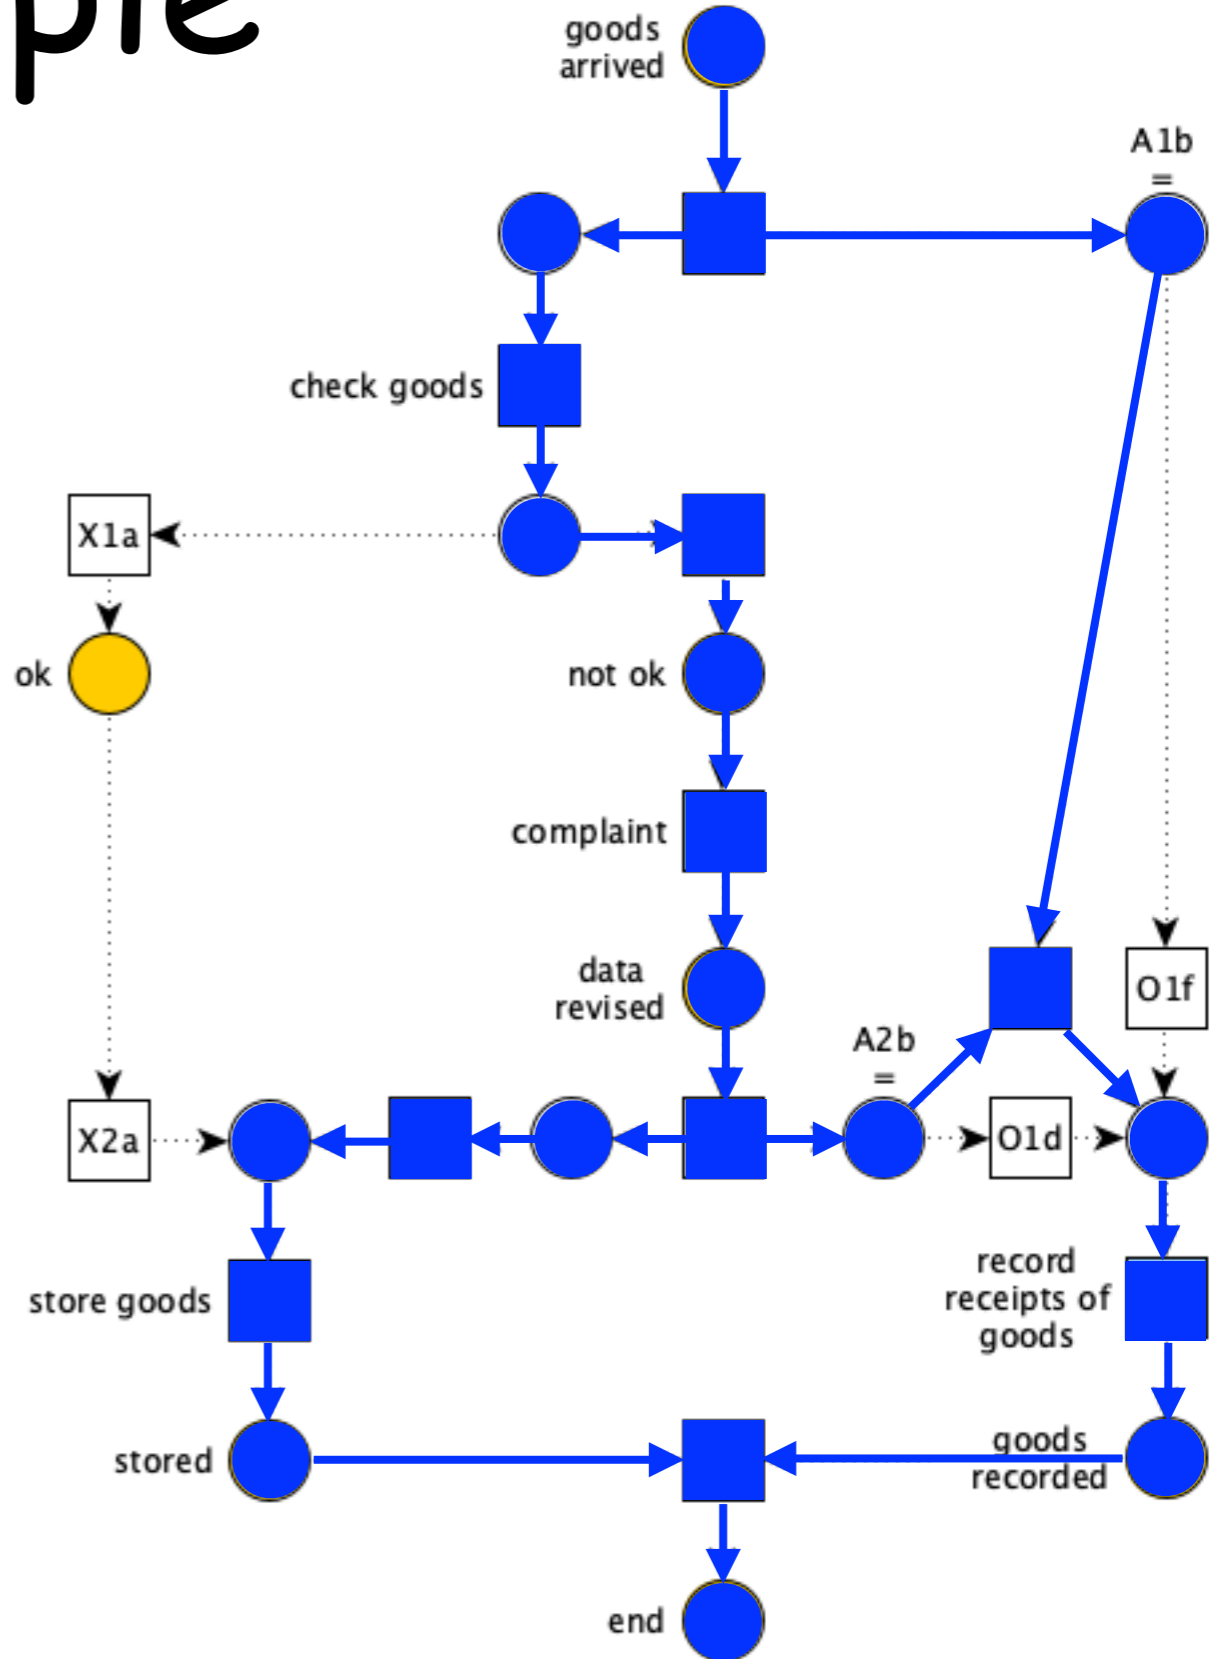 ple
goods
arrived
A1b
=
check goods
X1a
ok
not ok
complaint
data
revised
O1f
A2b
=
X2a
O1d
store goods
record
receipts of
goods
stored
goods
recorded
end